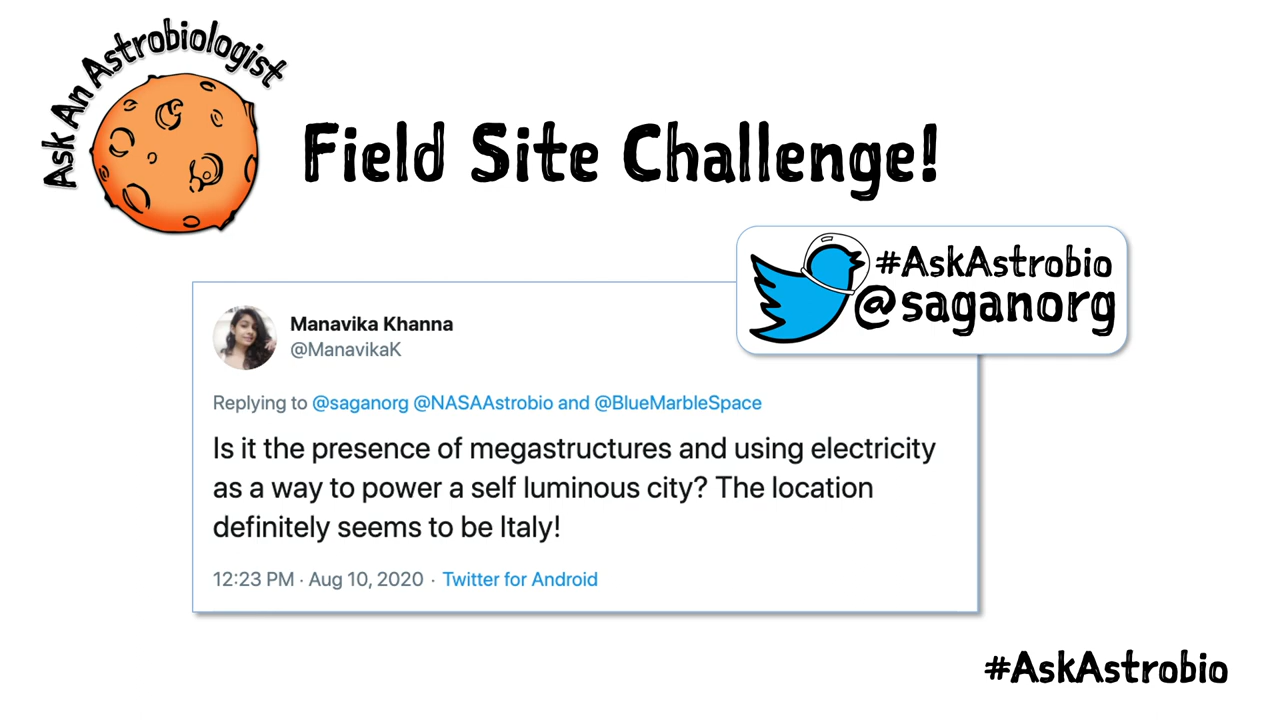 Ask An Astrobiologist
Field Site Challenge!
#AskAstrobio
@saganorg
Manavika Khanna
@ManavikaK
Replying to @saganorg @NASAAstrobio and @BlueMarbleSpace
Is it the presence of megastructures and using electricity
as a way to power a self luminous city? The location
definitely seems to be Italy!
12:23 PM · Aug 10, 2020 · Twitter for Android
#AskAstrobio